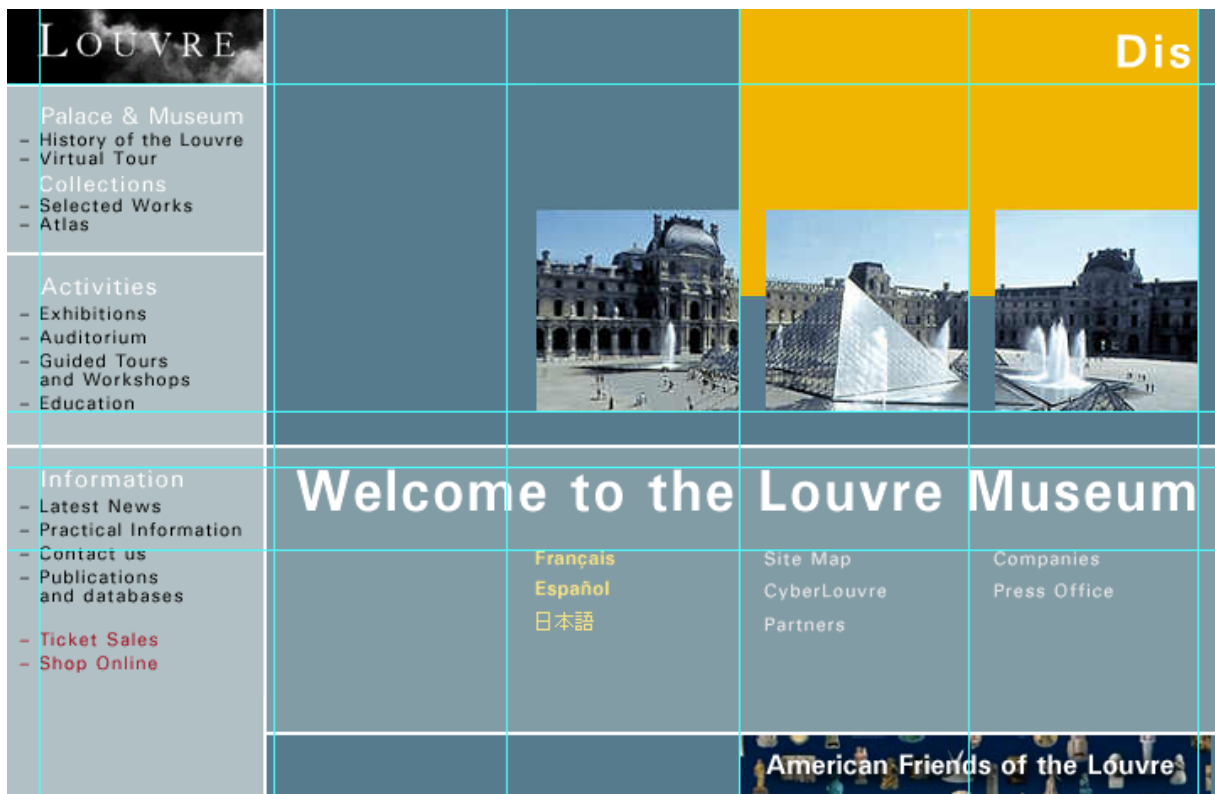 LOUVRE
Dis
Palace & Museum
– History of the Louvre
– Virtual Tour
Collections
– Selected Works
– Atlas
Activities
– Exhibitions
– Auditorium
– Guided Tours
and Workshops
– Education
Information
– Latest News
– Practical Information
– Contact us
– Publications
and databases
– Ticket Sales
– Shop Online
Welcome to the Louvre Museum
Français
Español
日本語
Site Map
CyberLouvre
Partners
Companies
Press Office
American Friends of the Louvre